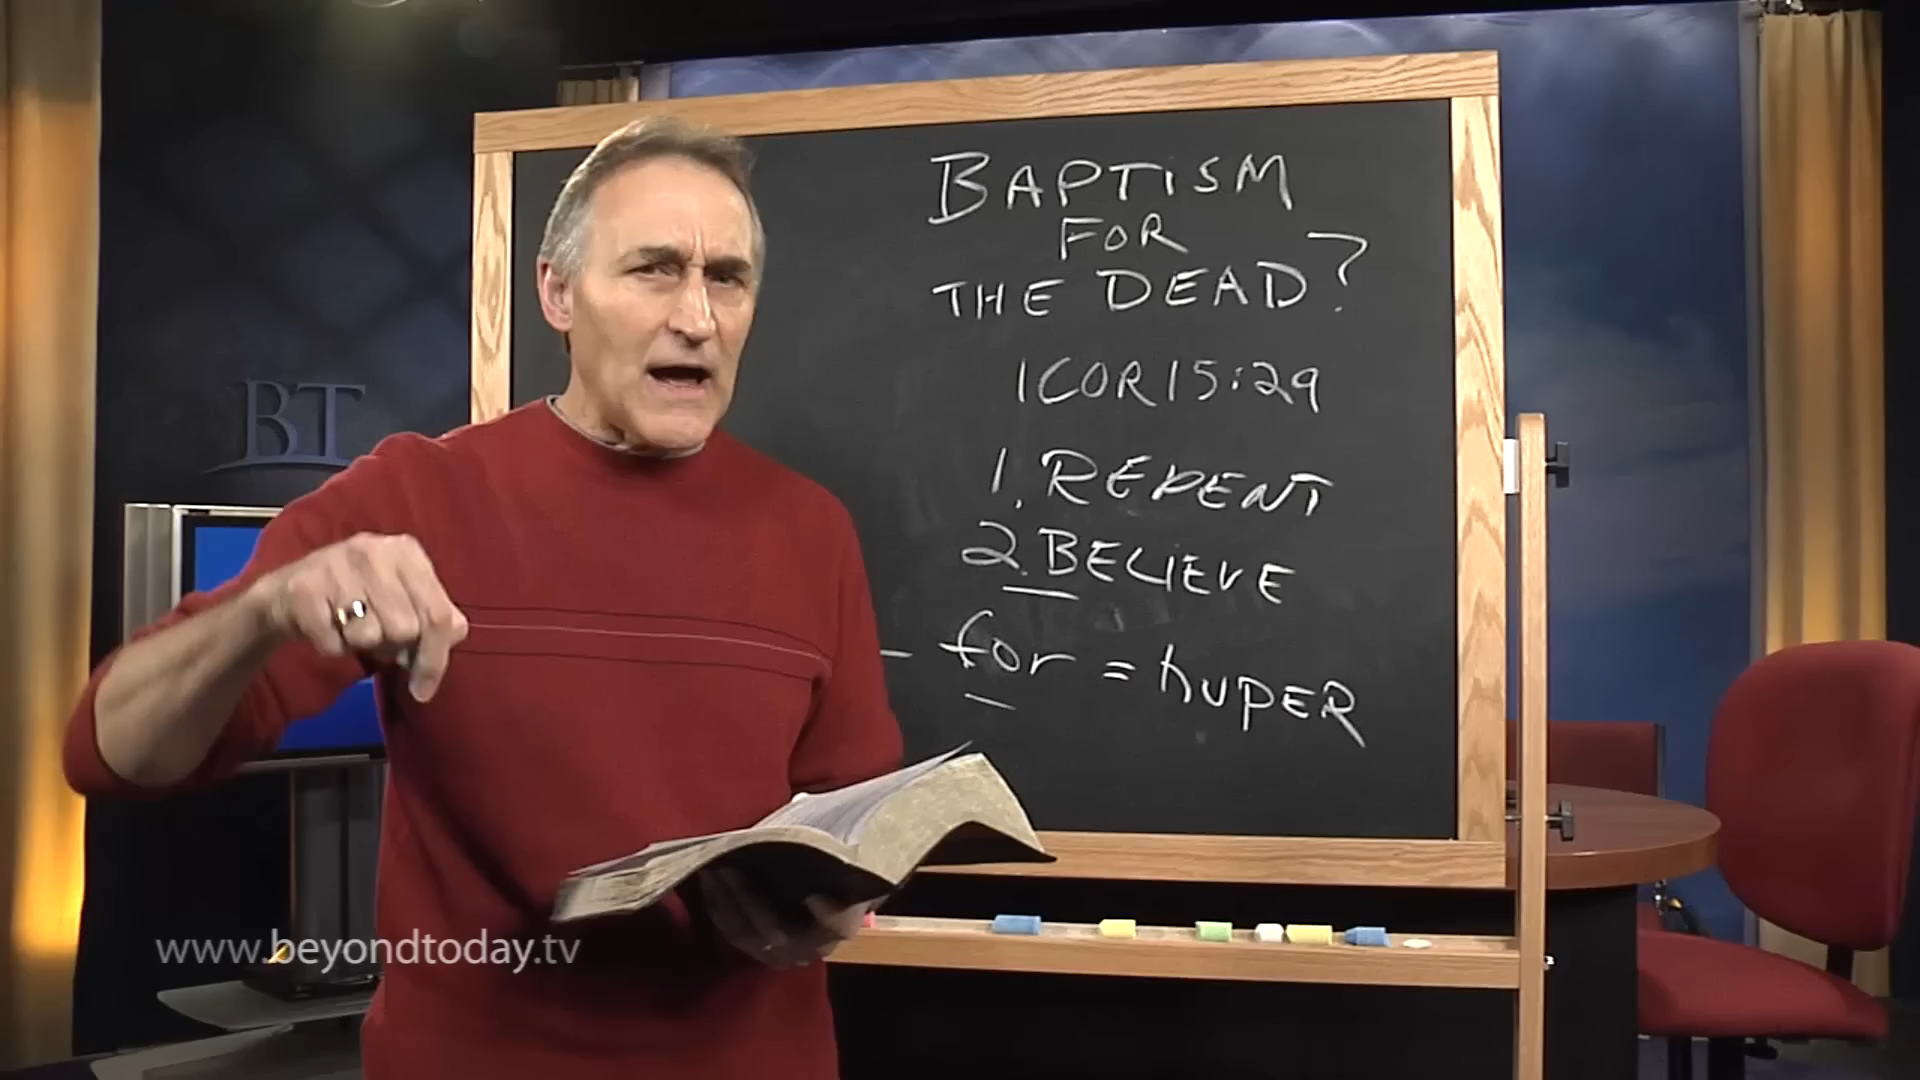 BAPTISM
FOR
THE DEAD?
1COR15:29
1. REPENT
2. BELIEVE
- for = huper
BT
www.beyondtoday.tv